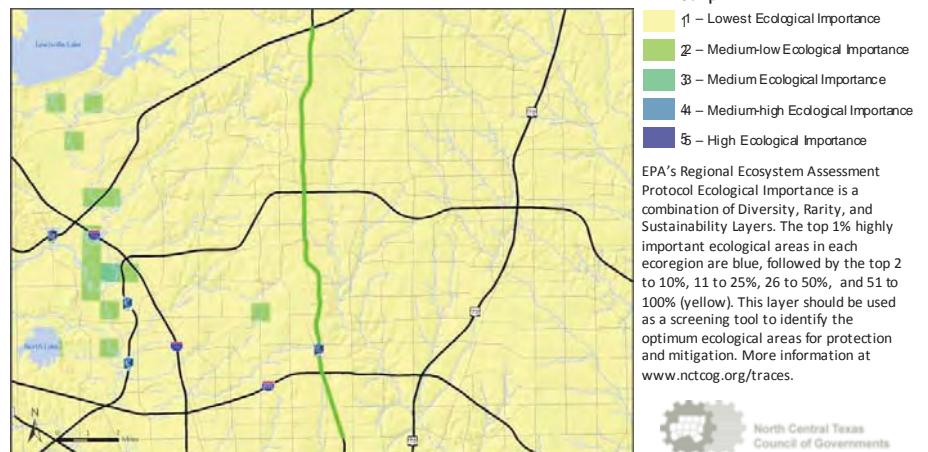 Lewisville Lake
North Lake
N
Miles
1 – Lowest Ecological Importance
2 – Medium-low Ecological Importance
3 – Medium Ecological Importance
4 – Medium-high Ecological Importance
5 – High Ecological Importance
EPA's Regional Ecosystem Assessment
Protocol Ecological Importance is a
combination of Diversity, Rarity, and
Sustainability Layers. The top 1% highly
important ecological areas in each
ecoregion are blue, followed by the top 2
to 10%, 11 to 25%, 26 to 50%, and 51 to
100% (yellow). This layer should be used
as a screening tool to identify the
optimum ecological areas for protection
and mitigation. More information at
www.nctcog.org/traces.
North Central Texas
Council of Governments